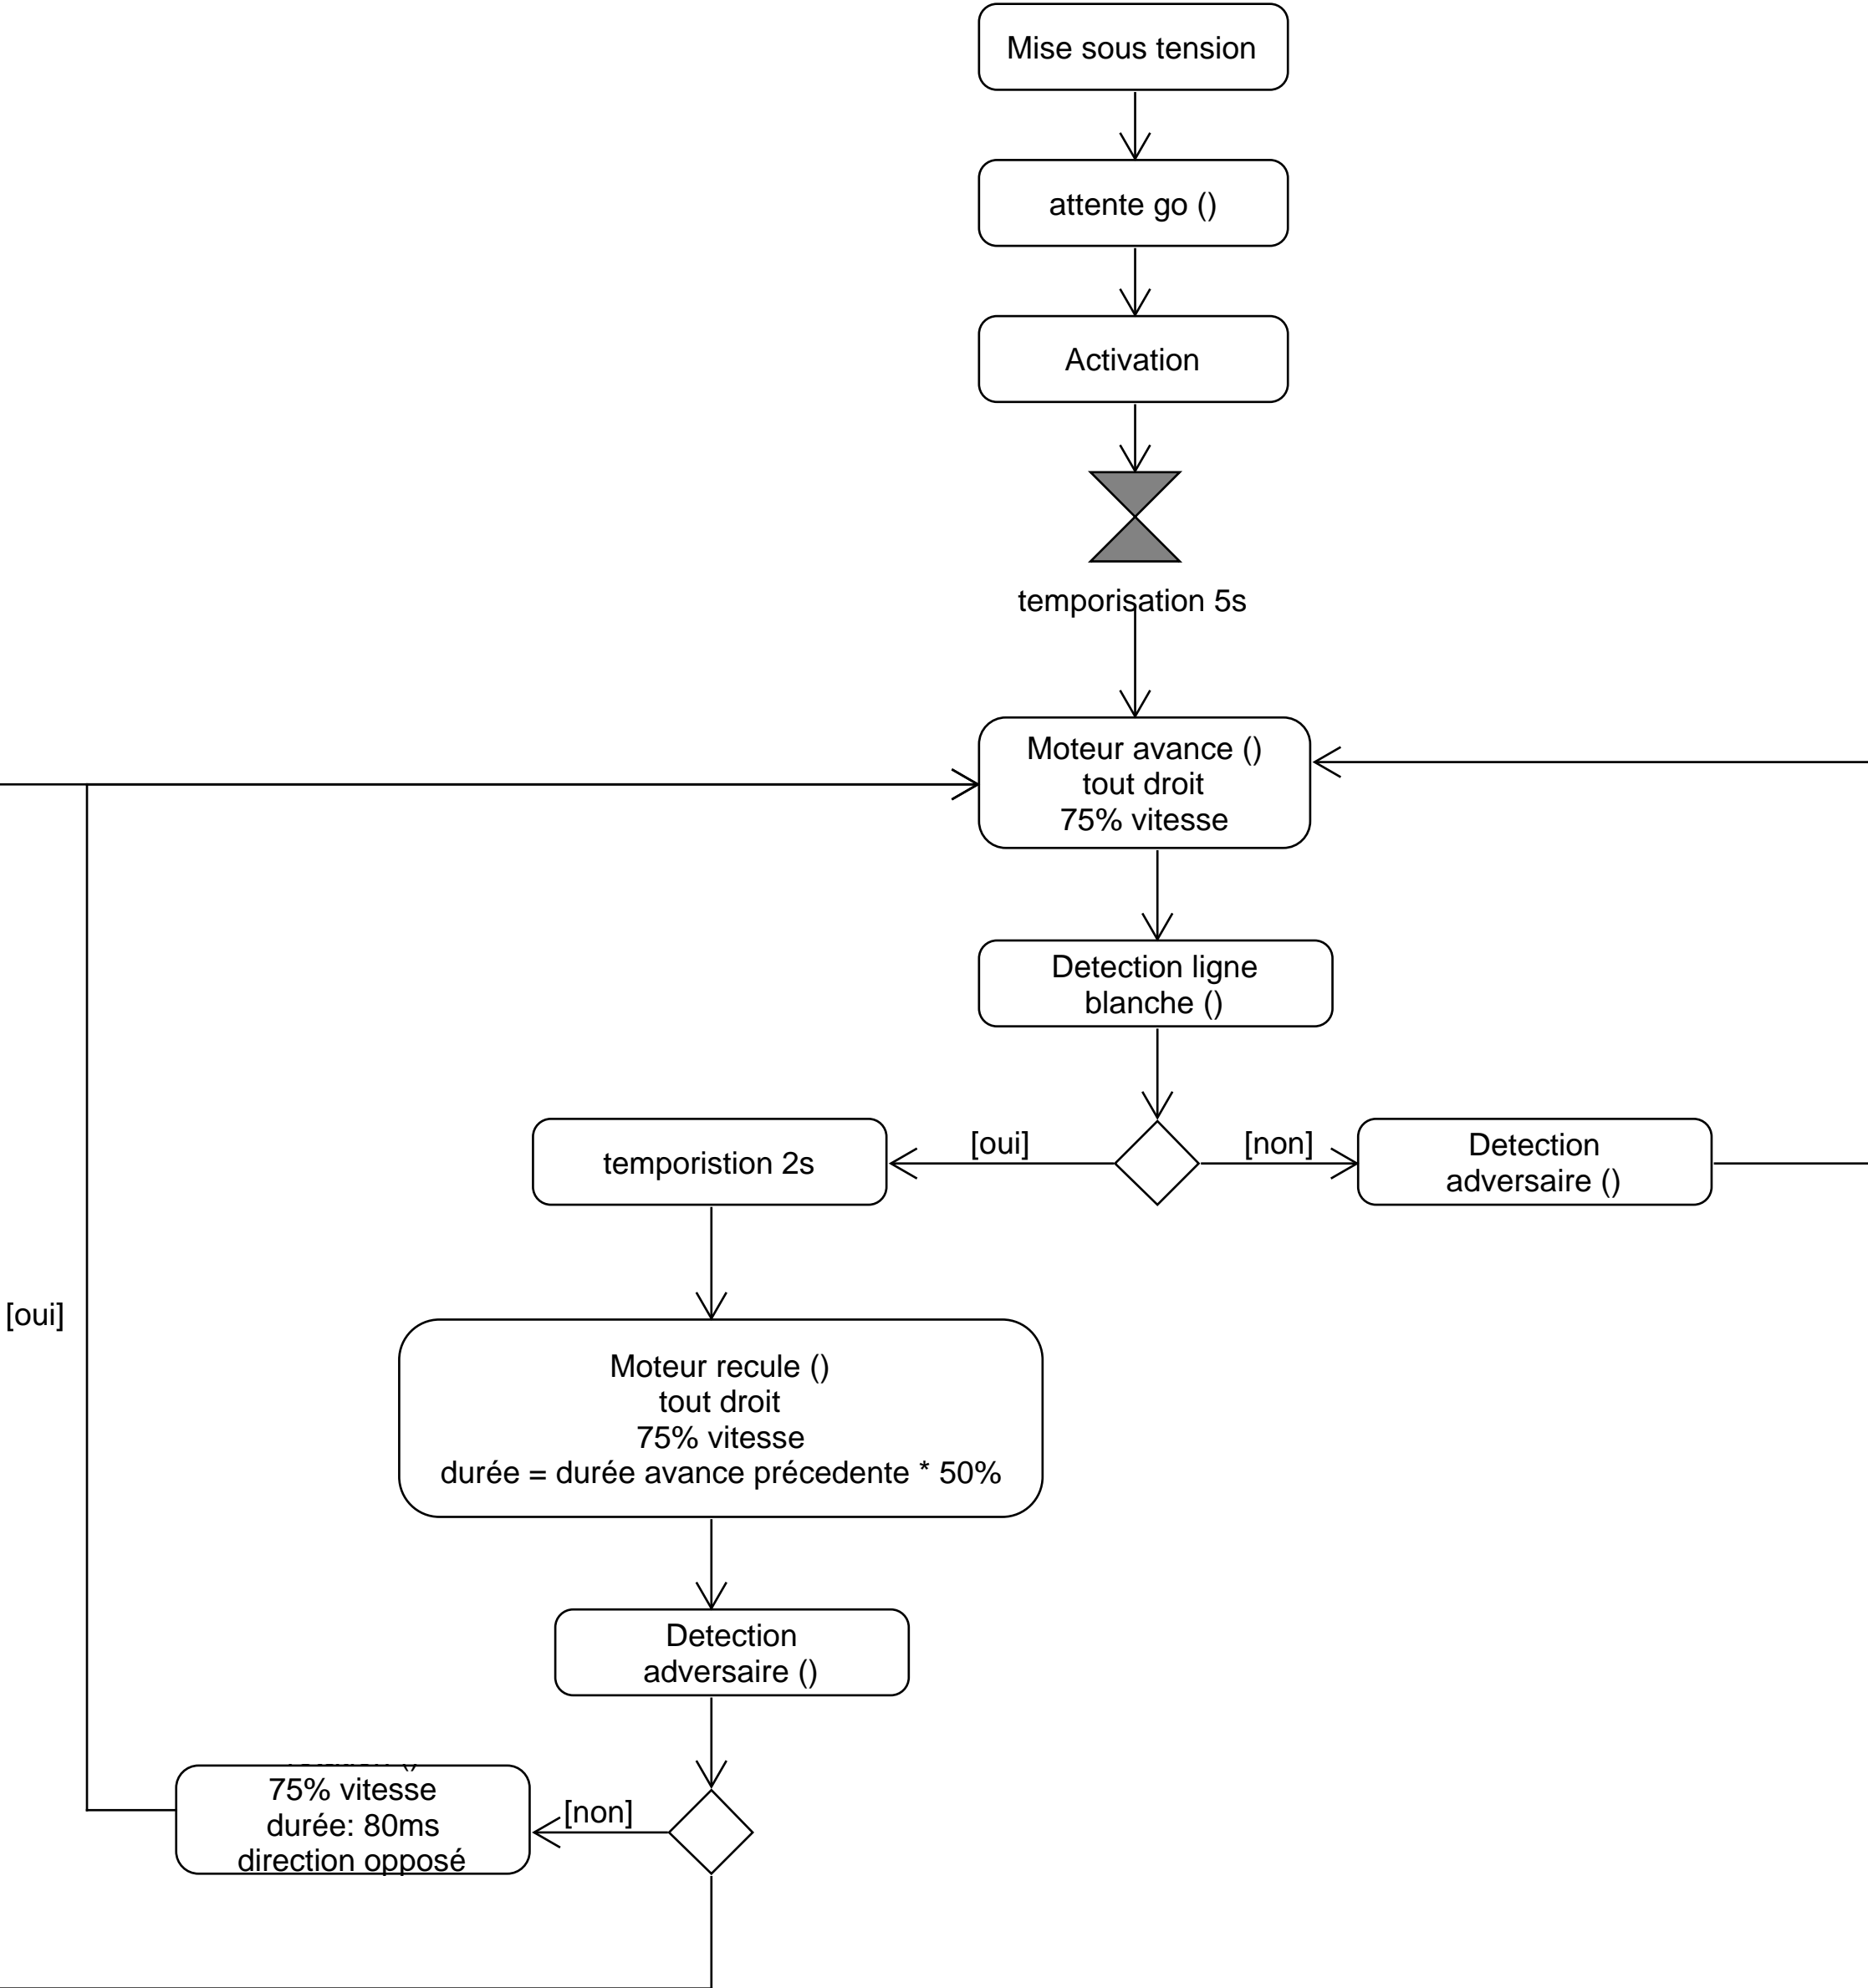 Mise sous tension
attente go ()
Activation
temporisation 5s
Moteur avance ()
tout droit
75% vitesse
Detection ligne
blanche ()
[oui]
[non]
temporistion 2s
Detection
adversaire ()
[oui]
Moteur recule ()
tout droit
75% vitesse
durée = durée avance précedente * 50%
Detection
adversaire ()
75% vitesse
durée: 80ms
direction opposé
[non]